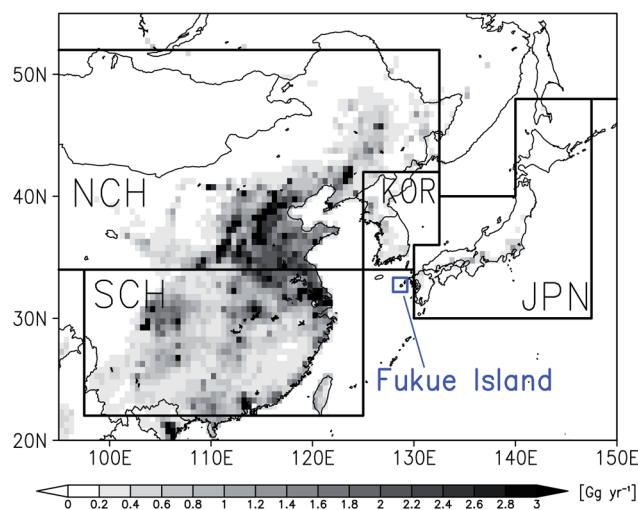 50N
40N
30N
20N
NCH
KOR
SCH
JPN
Fukue Island
100E 110E 120E 130E 140E 150E
0 0.2 0.4 0.6 0.8 1 1.2 1.4 1.6 1.8 2 2.2 2.4 2.6 2.8 3 [Gg yr⁻¹]